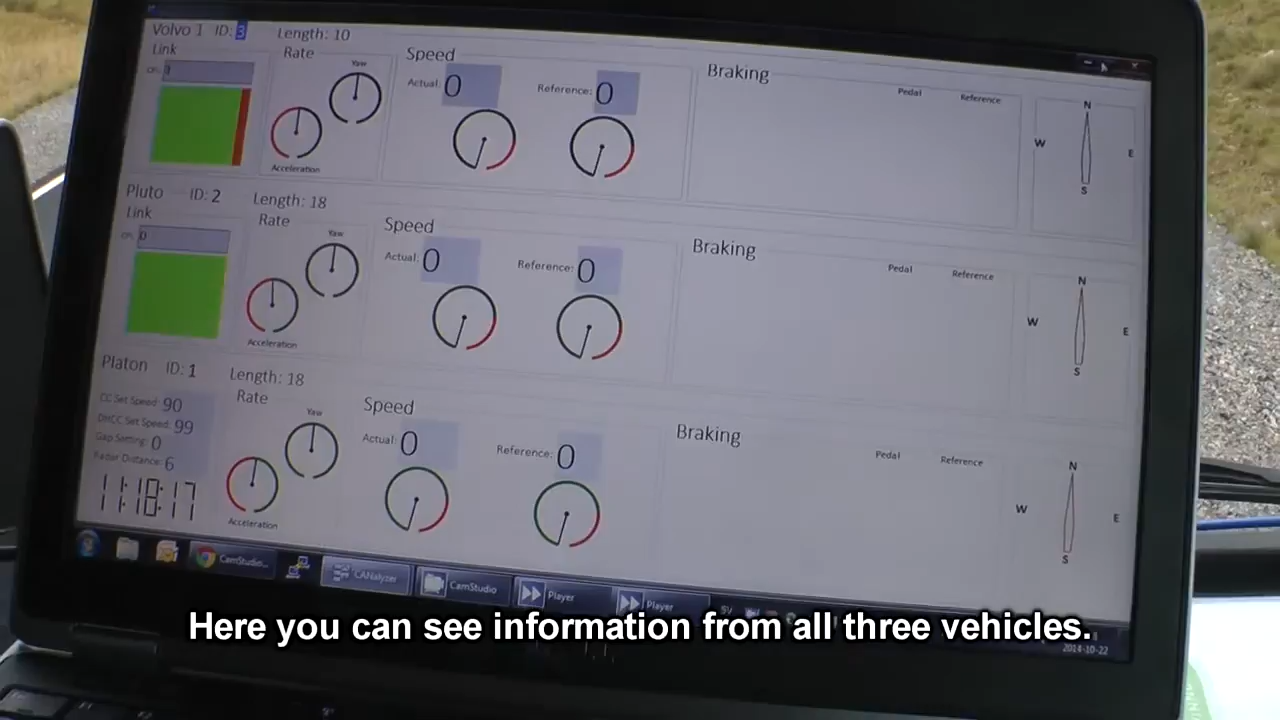 Volvo 1 ID: 3 Length: 10
Link Rate Yaw Speed Braking
Actual: 0 Reference: 0 Pedal Reference
Acceleration
N
W E
S
Pluto ID: 2 Length: 18
Link Rate Yaw Speed Braking
0 Actual: 0 Reference: 0 Pedal Reference
Acceleration
N
W E
S
Platon ID: 1 Length: 18
Rate Yaw Speed Braking
CC Set Speed: 90
DHCC Set Speed: 99
Gap Setting: 0
Radar Distance: 6
Actual: 0 Reference: 0 Pedal Reference
11:18:17
Acceleration
N
W E
S
CamStudio... CANalyzer CamStudio Player Player SV
2014-10-22
Here you can see information from all three vehicles.